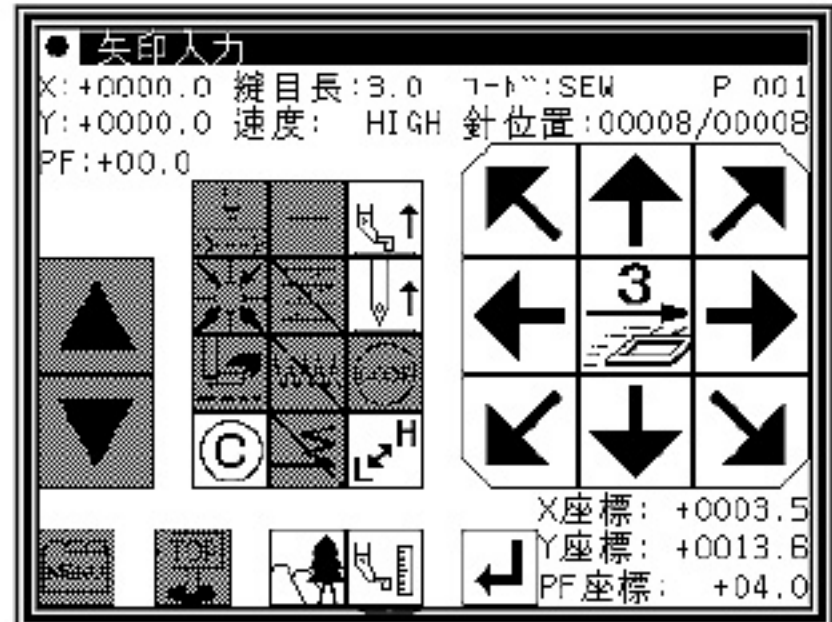 矢印入力
X:+0000.0 縫目長:3.0 コード:SEW P 001
Y:+0000.0 速度: HIGH 針位置:00008/00008
PF:+00.0
3
C
L H
X座標: +0003.5
Y座標: +0013.6
PF座標: +04.0